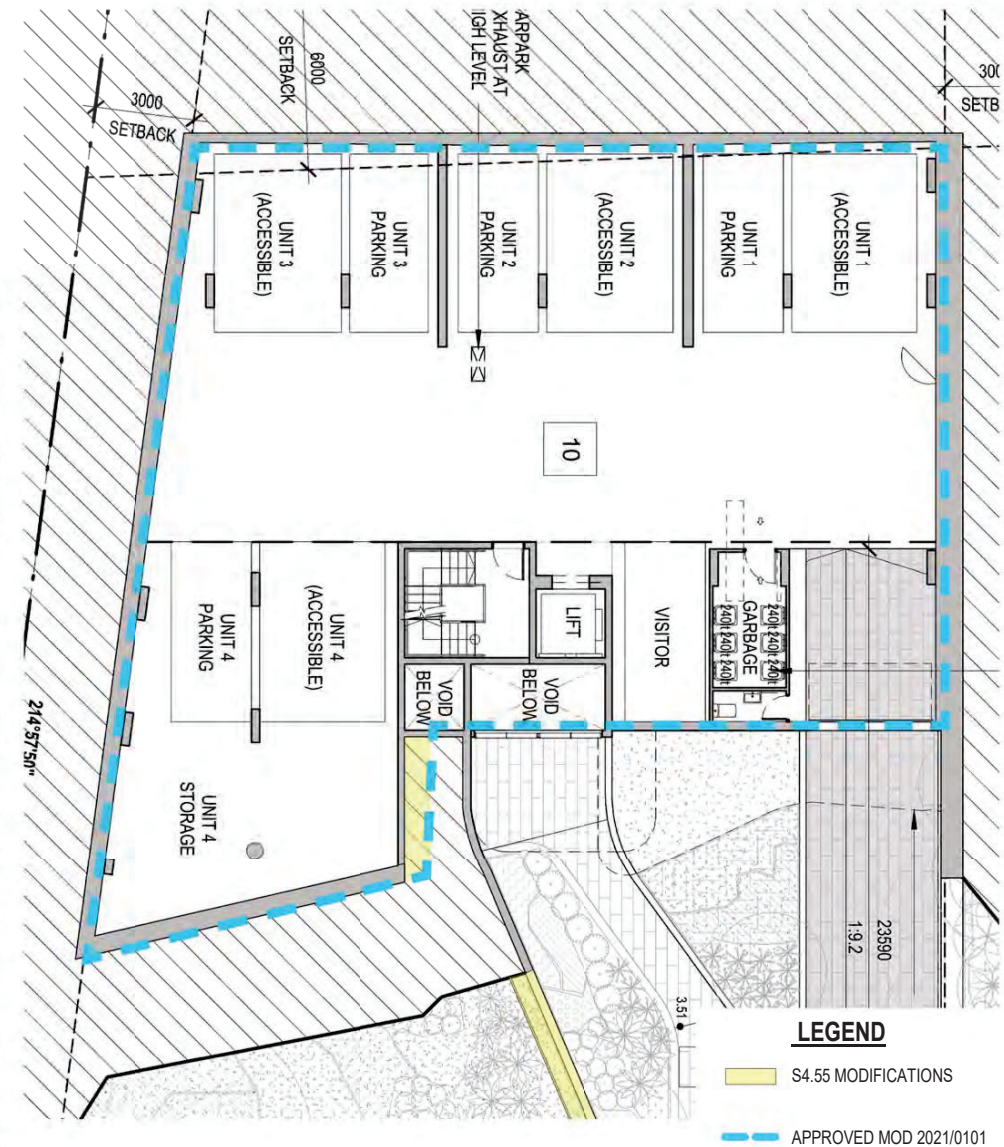 ARPARK
XHAUST AT
IGH LEVEL
6000
SETBACK
3000
SETBACK
300
SETB
UNIT 3
(ACCESSIBLE)
UNIT 3
PARKING
UNIT 2
PARKING
UNIT 2
(ACCESSIBLE)
UNIT 1
PARKING
UNIT 1
(ACCESSIBLE)
10
UNIT 4
PARKING
UNIT 4
(ACCESSIBLE)
LIFT
VISITOR
GARBAGE
240lt
240lt
240lt
240lt
240lt
240lt
VOID
BELOW
VOID
BELOW
214°57'50"
UNIT 4
STORAGE
23590
1:9.2
3.51
LEGEND
S4.55 MODIFICATIONS
APPROVED MOD 2021/0101